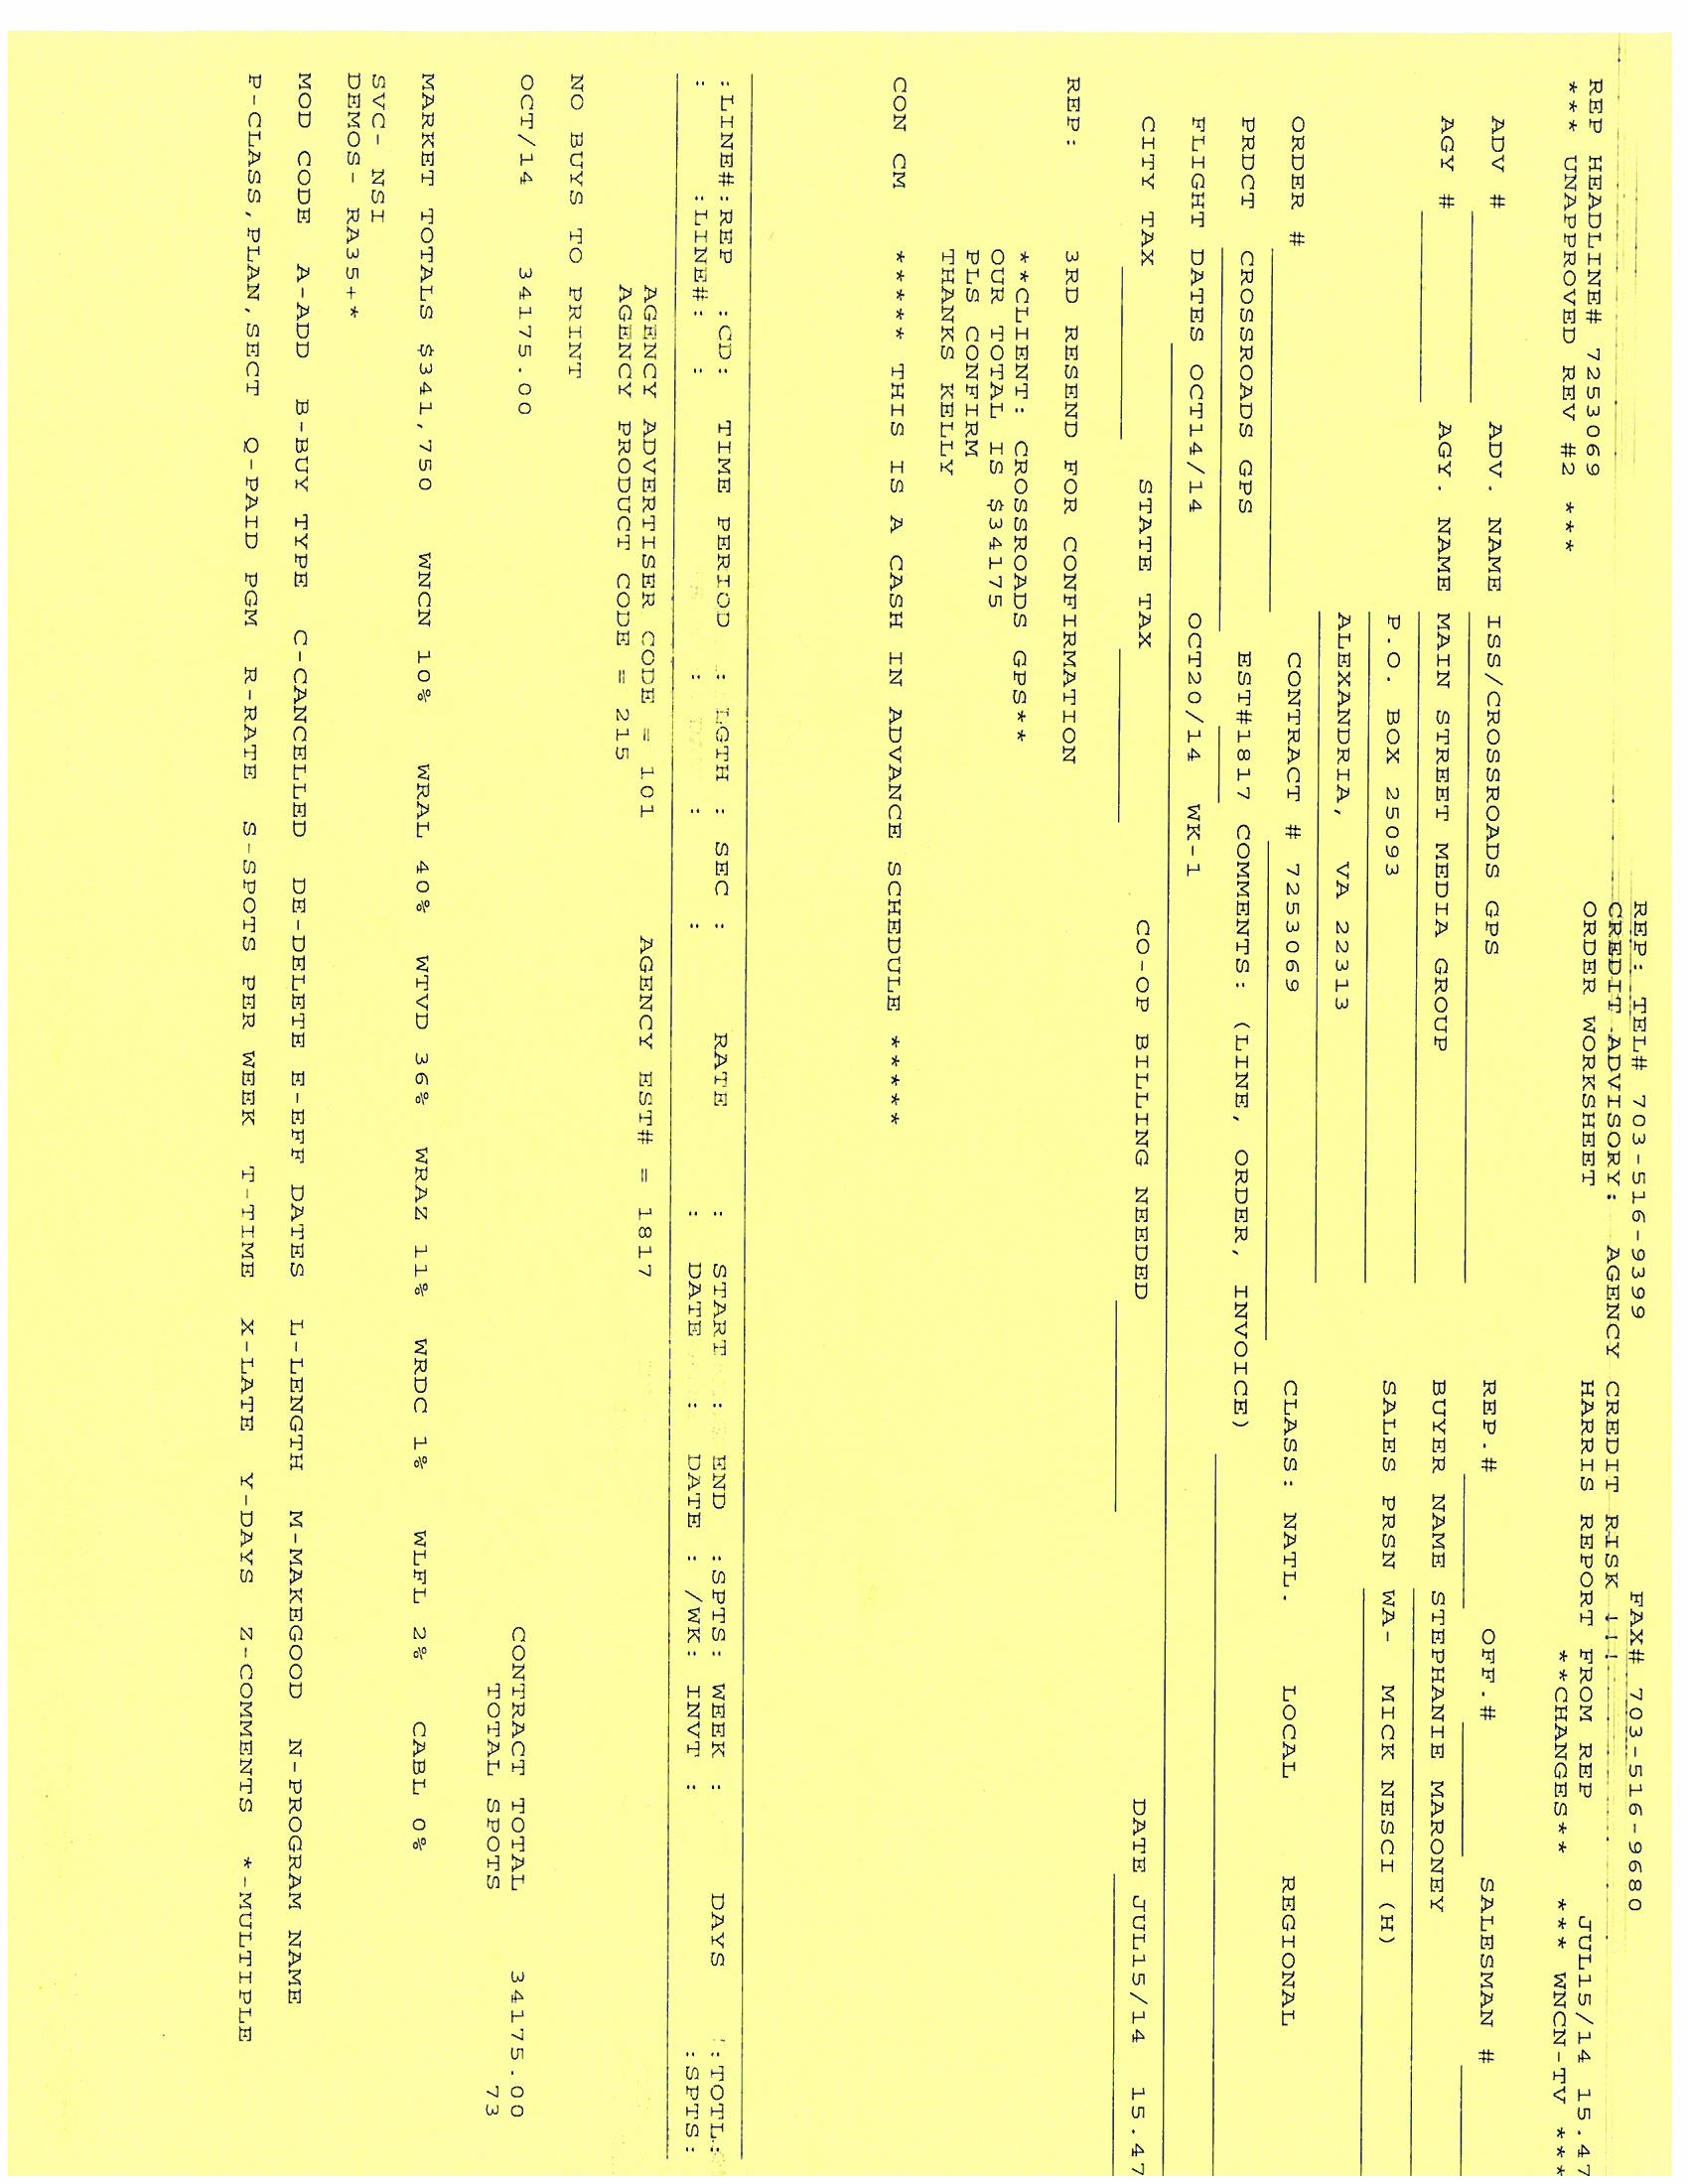 REP: TEL# 703-516-9399 FAX# 703-516-9680
CREDIT ADVISORY: AGENCY CREDIT RISK !!!
REP HEADLINE# 7253069 ORDER WORKSHEET HARRIS REPORT FROM REP JUL15/14 15.47
*** UNAPPROVED REV #2 *** **CHANGES** *** WNCN-TV ***
ADV # ADV. NAME ISS/CROSSROADS GPS REP.# OFF.# SALESMAN #
AGY # AGY. NAME MAIN STREET MEDIA GROUP BUYER NAME STEPHANIE MARONEY
P.O. BOX 25093 SALES PRSN WA- MICK NESCI (H)
ALEXANDRIA, VA 22313
ORDER # CONTRACT # 7253069 CLASS: NATL. LOCAL REGIONAL
PRDCT CROSSROADS GPS EST#1817 COMMENTS: (LINE, ORDER, INVOICE)
FLIGHT DATES OCT14/14 OCT20/14 WK-1
CITY TAX STATE TAX CO-OP BILLING NEEDED DATE JUL15/14 15.47
REP: 3RD RESEND FOR CONFIRMATION
**CLIENT: CROSSROADS GPS**
OUR TOTAL IS $34175
PLS CONFIRM
THANKS KELLY
CON CM ***** THIS IS A CASH IN ADVANCE SCHEDULE *****
:LINE#:REP :CD: TIME PERIOD : LGTH : SEC : RATE : START : END :SPTS: WEEK : DAYS :TOTL:
: :LINE#: : : : : : DATE : DATE : /WK: INVT : :SPTS:
AGENCY ADVERTISER CODE = 101 AGENCY EST# = 1817
AGENCY PRODUCT CODE = 215
NO BUYS TO PRINT
OCT/14 34175.00 CONTRACT TOTAL 34175.00
TOTAL SPOTS 73
MARKET TOTALS $341,750 WNCN 10% WRAL 40% WTVD 36% WRAZ 11% WRDC 1% WLFL 2% CABL 0%
SVC- NSI
DEMOS- RA35+*
MOD CODE A-ADD B-BUY TYPE C-CANCELLED DE-DELETE E-EFF DATES L-LENGTH M-MAKEGOOD N-PROGRAM NAME
P-CLASS,PLAN,SECT Q-PAID PGM R-RATE S-SPOTS PER WEEK T-TIME X-LATE Y-DAYS Z-COMMENTS *-MULTIPLE